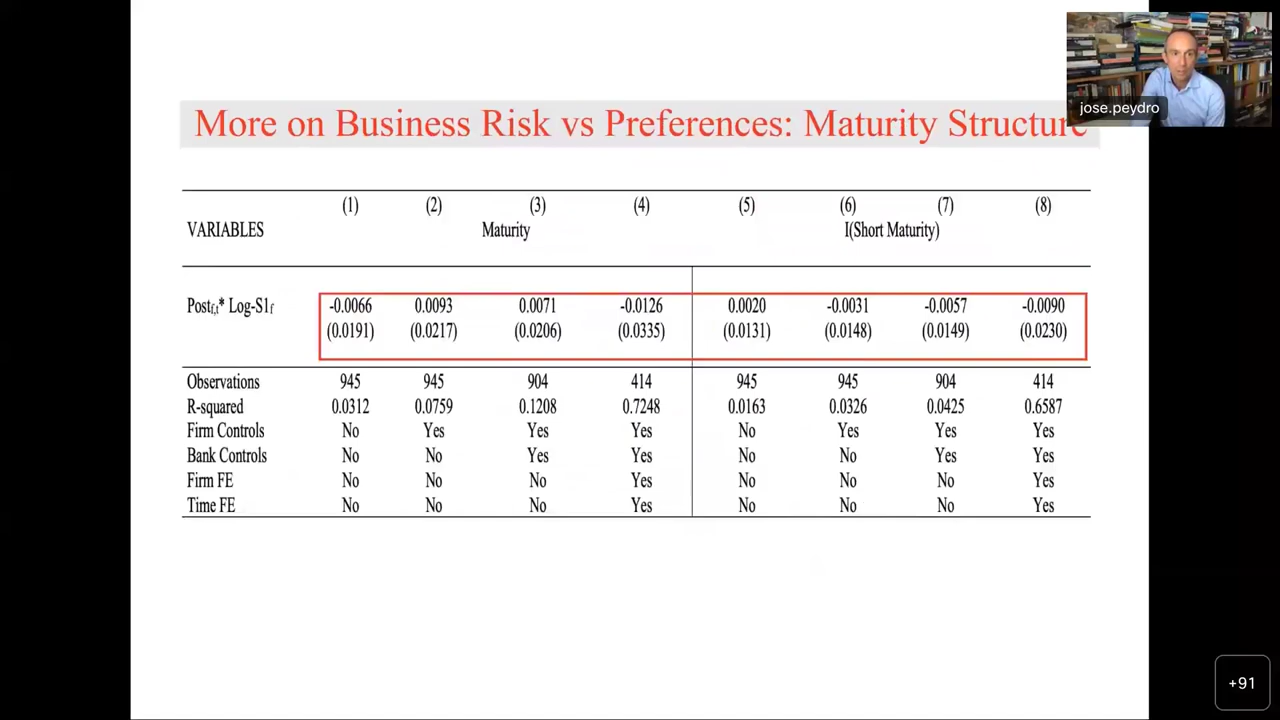 jose.peydro
More on Business Risk vs Preferences: Maturity Structure
(1) (2) (3) (4) (5) (6) (7) (8)
VARIABLES Maturity I(Short Maturity)
Postf,t* Log-S1f -0.0066 0.0093 0.0071 -0.0126 0.0020 -0.0031 -0.0057 -0.0090
(0.0191) (0.0217) (0.0206) (0.0335) (0.0131) (0.0148) (0.0149) (0.0230)
Observations 945 945 904 414 945 945 904 414
R-squared 0.0312 0.0759 0.1208 0.7248 0.0163 0.0326 0.0425 0.6587
Firm Controls No Yes Yes Yes No Yes Yes Yes
Bank Controls No No Yes Yes No No Yes Yes
Firm FE No No No Yes No No No Yes
Time FE No No No Yes No No No Yes
+91